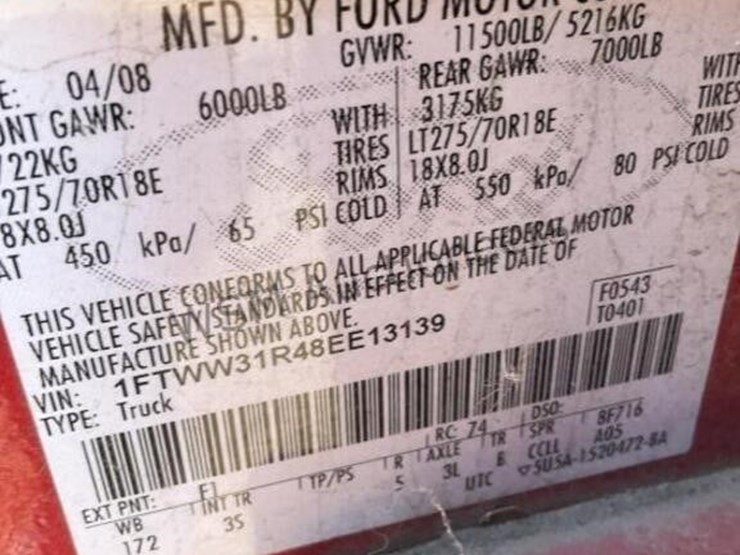 MFD. BY FORD MOTOR
E: 04/08 GVWR: 11500LB/ 5216KG
NT GAWR: 6000LB REAR GAWR: 7000LB
722KG WITH 3175KG WITH
275/70R18E TIRES LT275/70R18E TIRES
8X8.0J RIMS 18X8.0J RIMS
AT 450 kPa/ 65 PSI COLD AT 550 kPa/ 80 PSI COLD
THIS VEHICLE CONFORMS TO ALL APPLICABLE FEDERAL MOTOR
VEHICLE SAFETY STANDARDS IN EFFECT ON THE DATE OF
MANUFACTURE SHOWN ABOVE.
VIN: 1FTWW31R48EE13139 F0543
TYPE: Truck T0401
EXT PNT: F1 RC: 74 DSO:
WB INT TR TP/PS R AXLE TR SPR 8F716
172 3S 5 3L B CCLL A05
UTC 5U5A-1520472-BA